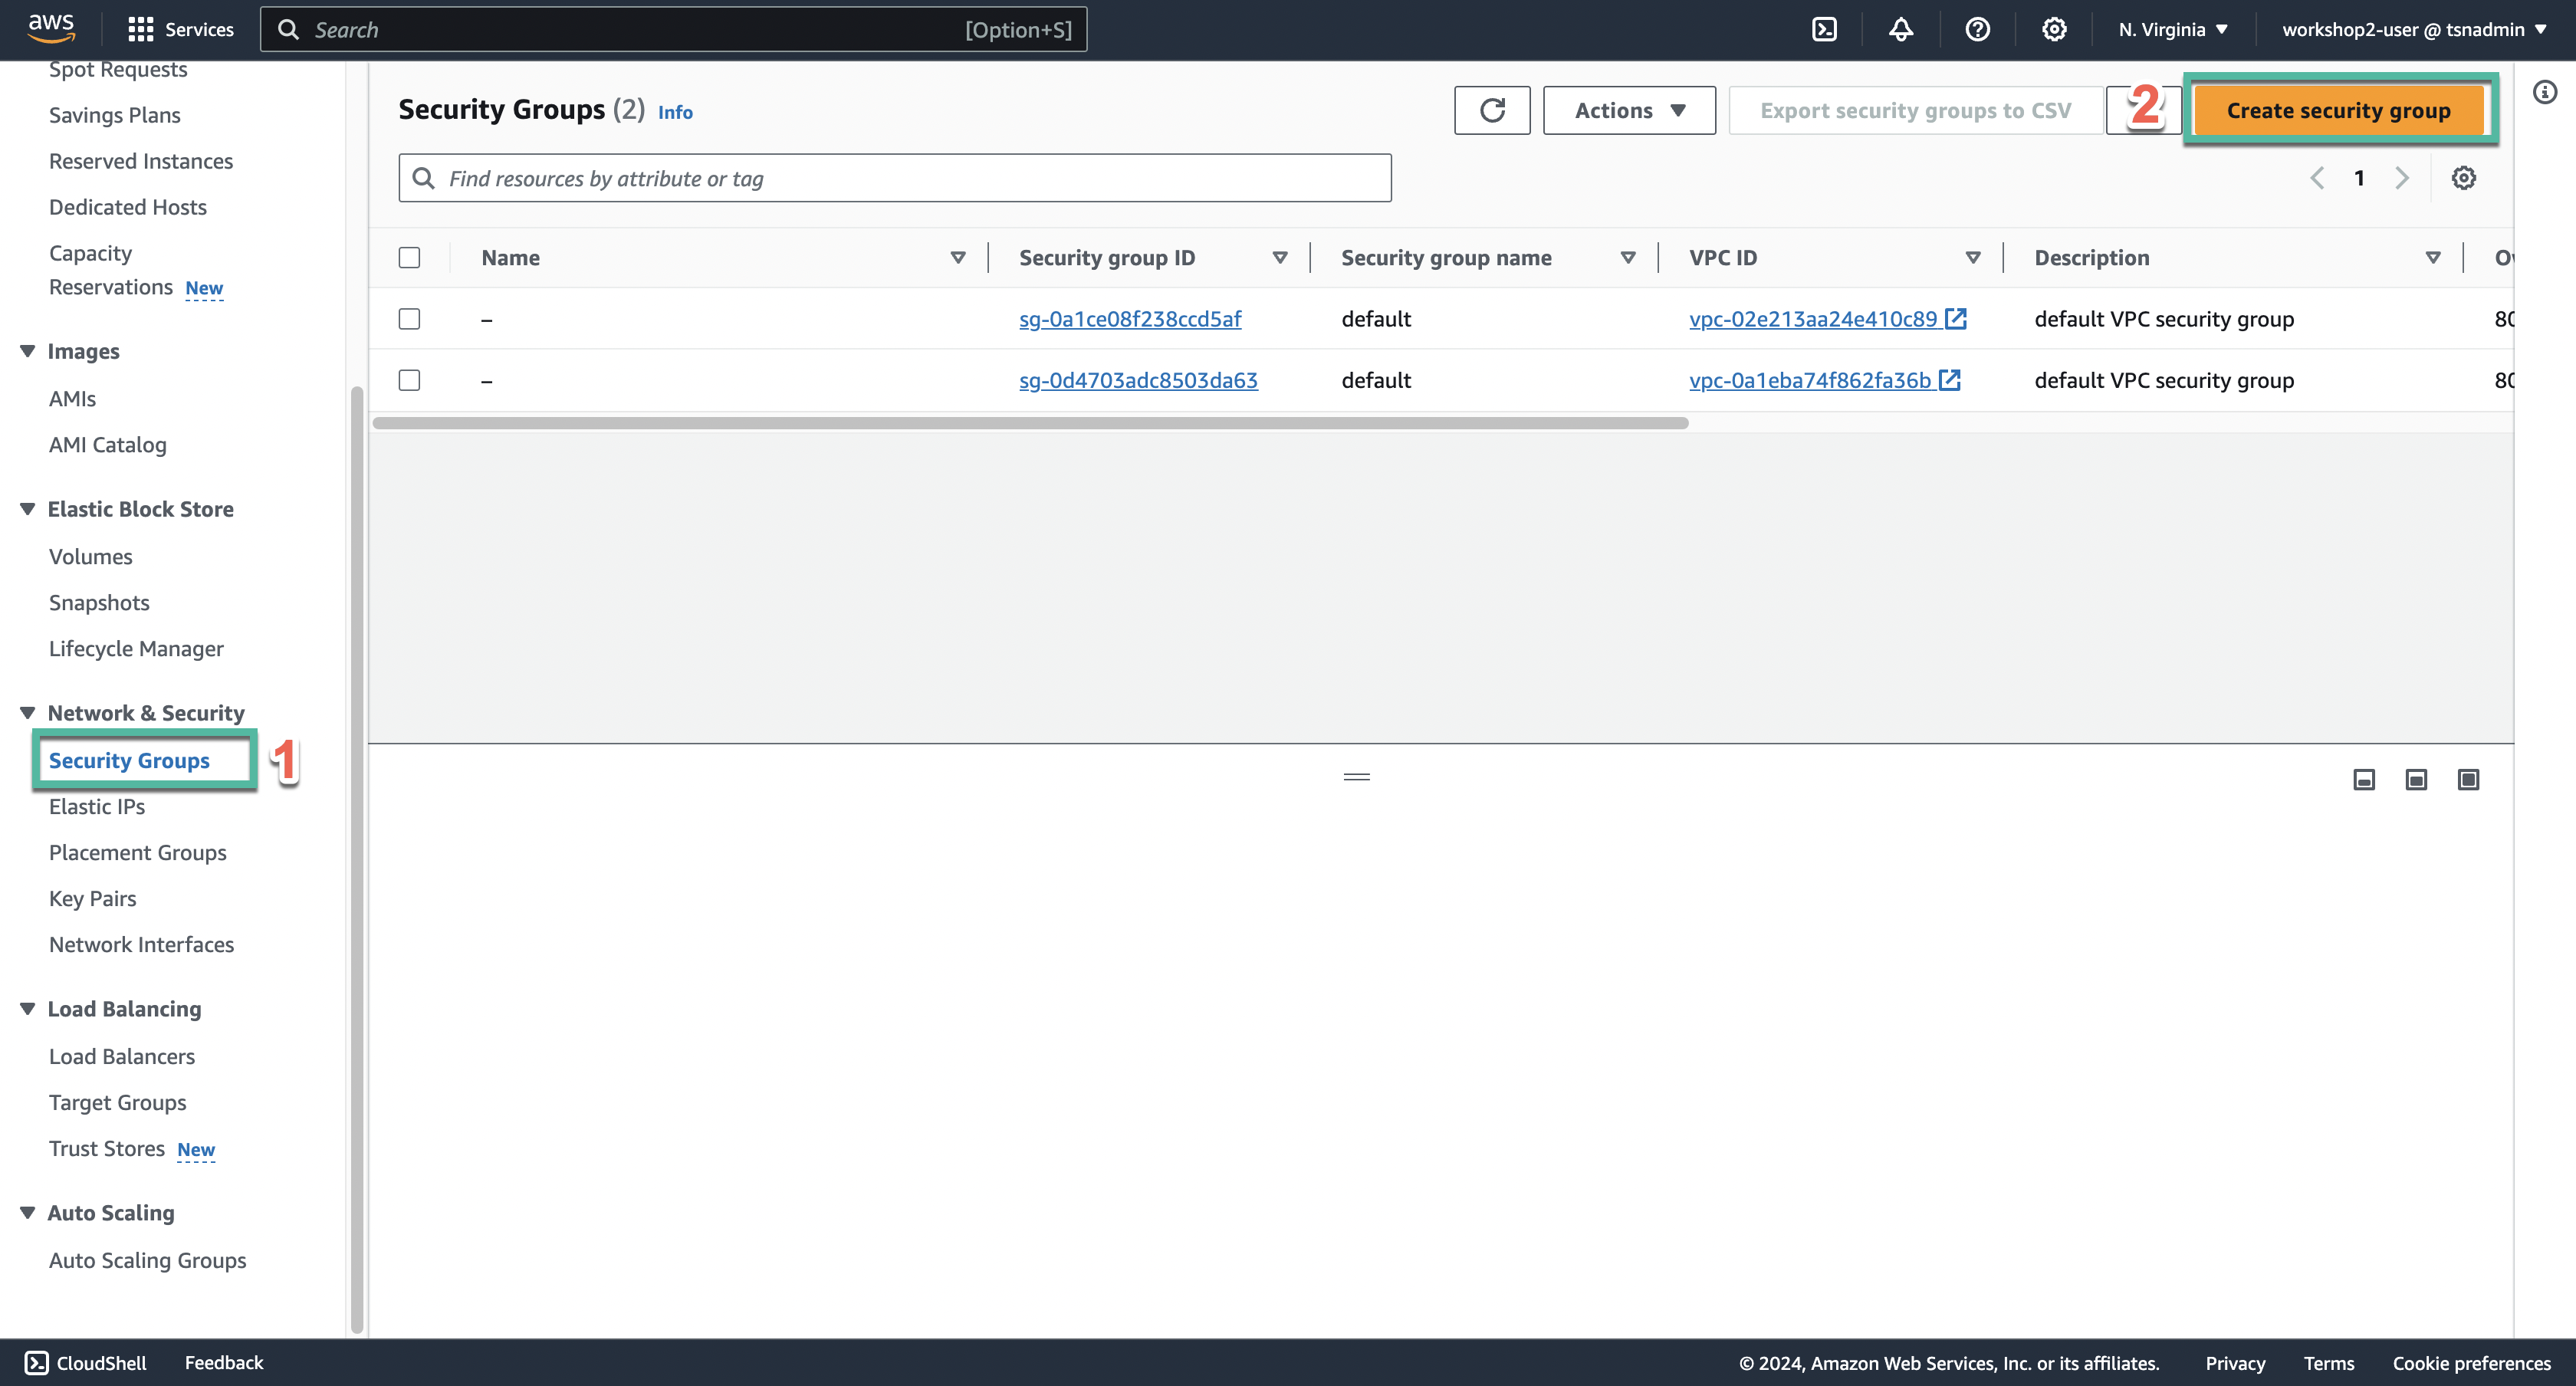 aws Services Search [Option+S] N. Virginia workshop2-user @ tsnadmin
Spot Requests
Savings Plans
Reserved Instances
Dedicated Hosts
Capacity
Reservations New
Images
AMIs
AMI Catalog
Elastic Block Store
Volumes
Snapshots
Lifecycle Manager
Network & Security
Security Groups 1
Elastic IPs
Placement Groups
Key Pairs
Network Interfaces
Load Balancing
Load Balancers
Target Groups
Trust Stores New
Auto Scaling
Auto Scaling Groups
Security Groups (2) Info Actions Export security groups to CSV 2 Create security group
Find resources by attribute or tag 1
Name Security group ID Security group name VPC ID Description
– sg-0a1ce08f238ccd5af default vpc-02e213aa24e410c89 default VPC security group 80
– sg-0d4703adc8503da63 default vpc-0a1eba74f862fa36b default VPC security group 80
CloudShell Feedback © 2024, Amazon Web Services, Inc. or its affiliates. Privacy Terms Cookie preferences